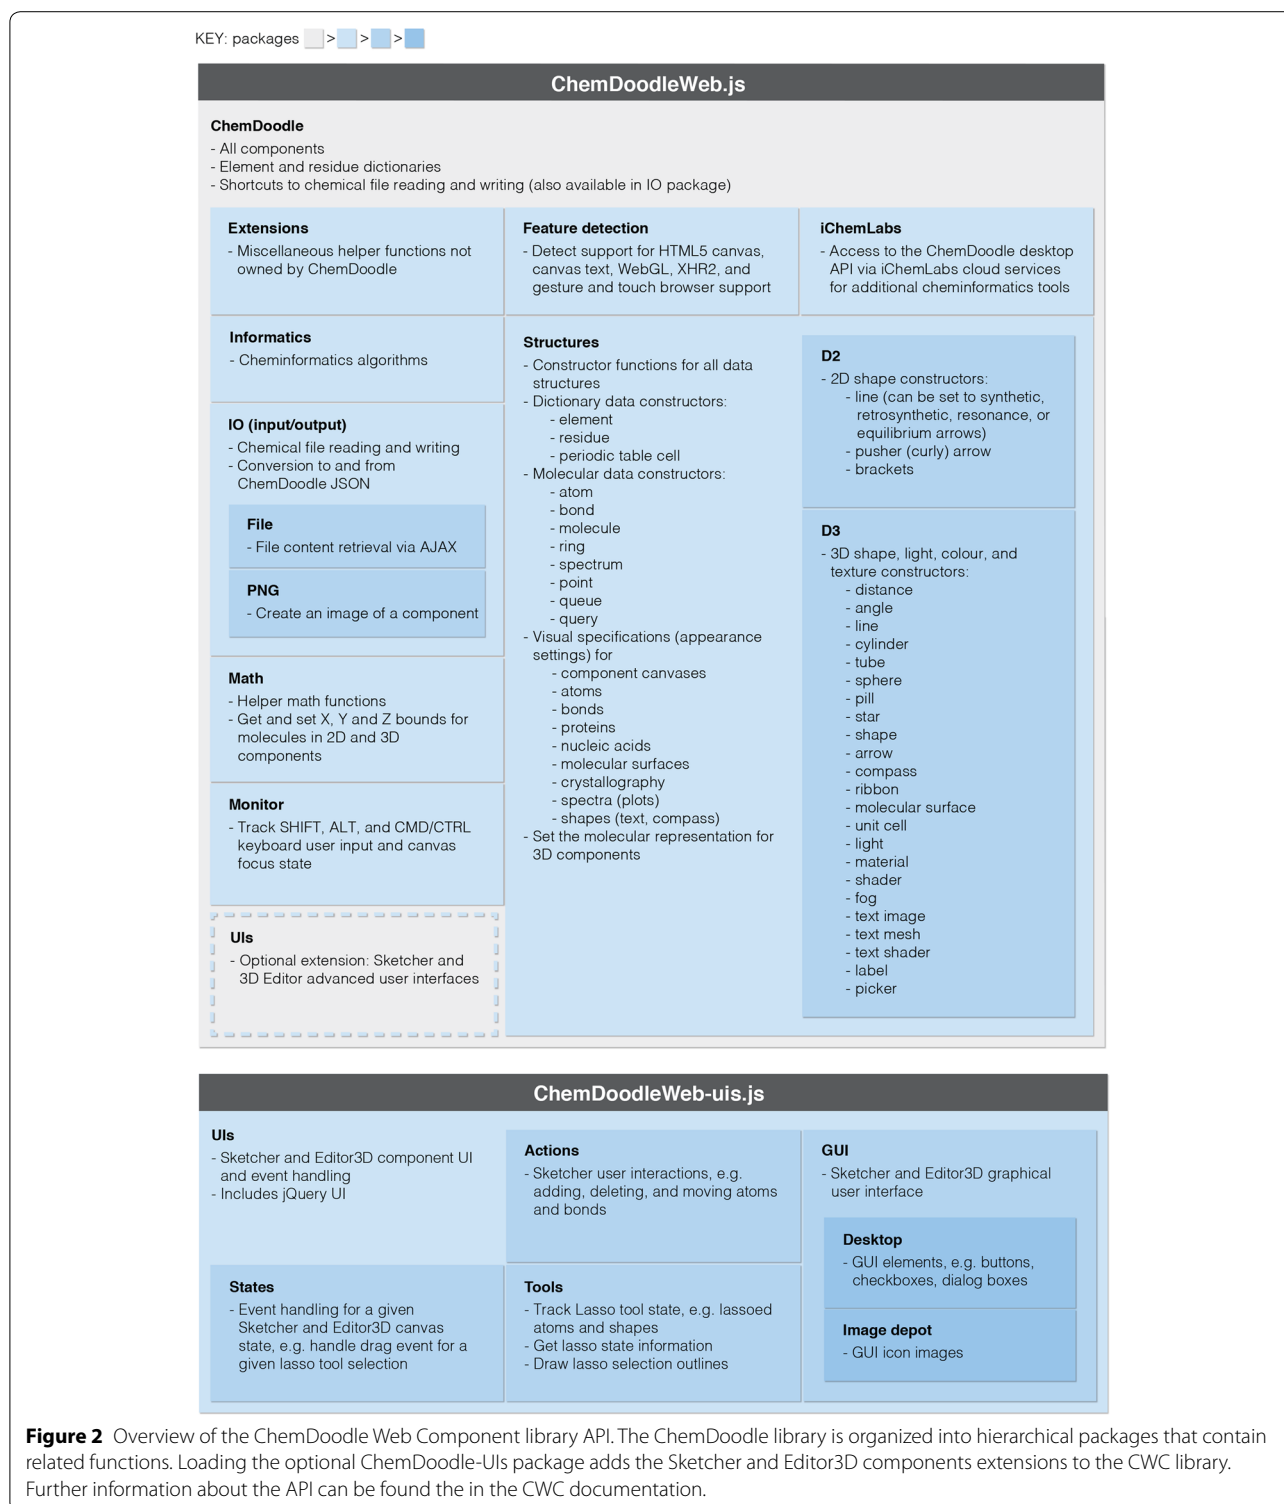 KEY: packages > > >
ChemDoodleWeb.js
ChemDoodle
- All components
- Element and residue dictionaries
- Shortcuts to chemical file reading and writing (also available in IO package)
Extensions
- Miscellaneous helper functions not
owned by ChemDoodle
Feature detection
- Detect support for HTML5 canvas,
canvas text, WebGL, XHR2, and
gesture and touch browser support
iChemLabs
- Access to the ChemDoodle desktop
API via iChemLabs cloud services
for additional cheminformatics tools
Informatics
- Cheminformatics algorithms
IO (input/output)
- Chemical file reading and writing
- Conversion to and from
ChemDoodle JSON
File
- File content retrieval via AJAX
PNG
- Create an image of a component
Math
- Helper math functions
- Get and set X, Y and Z bounds for
molecules in 2D and 3D
components
Monitor
- Track SHIFT, ALT, and CMD/CTRL
keyboard user input and canvas
focus state
UIs
- Optional extension: Sketcher and
3D Editor advanced user interfaces
Structures
- Constructor functions for all data
structures
- Dictionary data constructors:
- element
- residue
- periodic table cell
- Molecular data constructors:
- atom
- bond
- molecule
- ring
- spectrum
- point
- queue
- query
- Visual specifications (appearance
settings) for
- component canvases
- atoms
- bonds
- proteins
- nucleic acids
- molecular surfaces
- crystallography
- spectra (plots)
- shapes (text, compass)
- Set the molecular representation for
3D components
D2
- 2D shape constructors:
- line (can be set to synthetic,
retrosynthetic, resonance, or
equilibrium arrows)
- pusher (curly) arrow
- brackets
D3
- 3D shape, light, colour, and
texture constructors:
- distance
- angle
- line
- cylinder
- tube
- sphere
- pill
- star
- shape
- arrow
- compass
- ribbon
- molecular surface
- unit cell
- light
- material
- shader
- fog
- text image
- text mesh
- text shader
- label
- picker
ChemDoodleWeb-uis.js
UIs
- Sketcher and Editor3D component UI
and event handling
- Includes jQuery UI
Actions
- Sketcher user interactions, e.g.
adding, deleting, and moving atoms
and bonds
GUI
- Sketcher and Editor3D graphical
user interface
Desktop
- GUI elements, e.g. buttons,
checkboxes, dialog boxes
Image depot
- GUI icon images
States
- Event handling for a given
Sketcher and Editor3D canvas
state, e.g. handle drag event for a
given lasso tool selection
Tools
- Track Lasso tool state, e.g. lassoed
atoms and shapes
- Get lasso state information
- Draw lasso selection outlines
Figure 2 Overview of the ChemDoodle Web Component library API. The ChemDoodle library is organized into hierarchical packages that contain
related functions. Loading the optional ChemDoodle-UIs package adds the Sketcher and Editor3D components extensions to the CWC library.
Further information about the API can be found the in the CWC documentation.